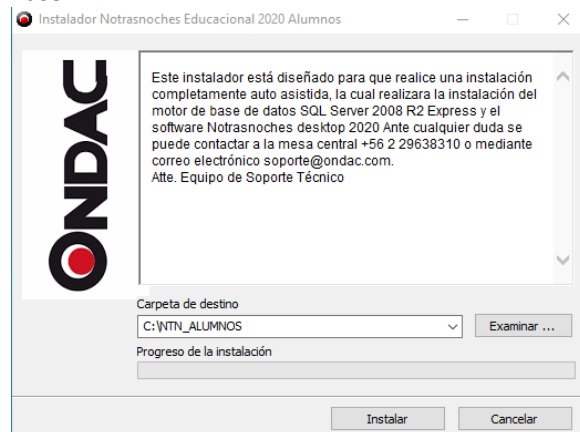 Instalador Notrasnoches Educacional 2020 Alumnos
ONDAC
Este instalador está diseñado para que realice una instalación
completamente auto asistida, la cual realizara la instalación del
motor de base de datos SQL Server 2008 R2 Express y el
software Notrasnoches desktop 2020 Ante cualquier duda se
puede contactar a la mesa central +56 2 29638310 o mediante
correo electrónico soporte@ondac.com.
Atte. Equipo de Soporte Técnico
Carpeta de destino
C:\NTN_ALUMNOS
Examinar ...
Progreso de la instalación
Instalar
Cancelar